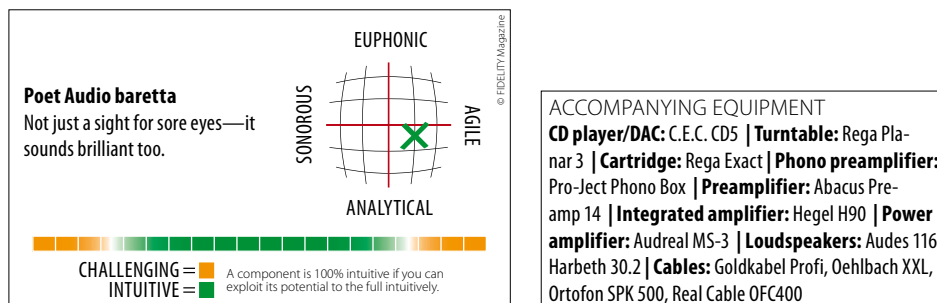 EUPHONIC
© FIDELITY Magazine
Poet Audio baretta
Not just a sight for sore eyes—it
sounds brilliant too.
SONOROUS
AGILE
ANALYTICAL
CHALLENGING =
INTUITIVE =
A component is 100% intuitive if you can
exploit its potential to the full intuitively.
ACCOMPANYING EQUIPMENT
CD player/DAC: C.E.C. CD5 | Turntable: Rega Pla-
nar 3 | Cartridge: Rega Exact | Phono preamplifier:
Pro-Ject Phono Box | Preamplifier: Abacus Pre-
amp 14 | Integrated amplifier: Hegel H90 | Power
amplifier: Audreal MS-3 | Loudspeakers: Audes 116,
Harbeth 30.2 | Cables: Goldkabel Profi, Oehlbach XXL,
Ortofon SPK 500, Real Cable OFC400